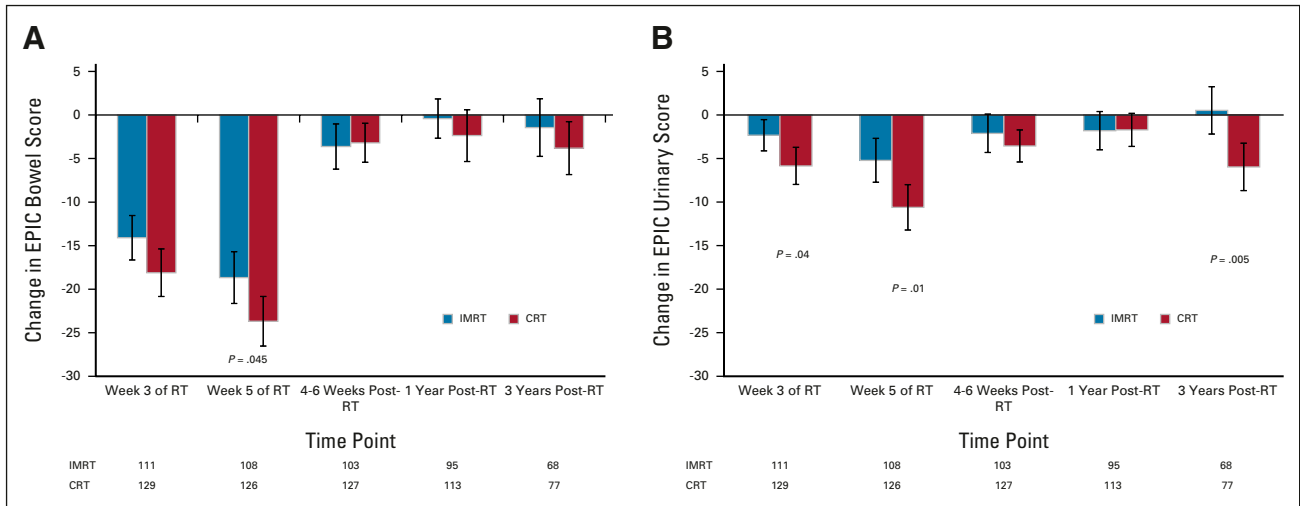 A
Change in EPIC Bowel Score
5
0
-5
-10
-15
-20
-25
-30
IMRT CRT
P = .045
Week 3 of RT Week 5 of RT 4-6 Weeks Post-RT 1 Year Post-RT 3 Years Post-RT
Time Point
IMRT 111 108 103 95 68
CRT 129 126 127 113 77
B
Change in EPIC Urinary Score
5
0
-5
-10
-15
-20
-25
-30
P = .04
P = .01
P = .005
IMRT CRT
Week 3 of RT Week 5 of RT 4-6 Weeks Post-RT 1 Year Post-RT 3 Years Post-RT
Time Point
IMRT 111 108 103 95 68
CRT 129 126 127 113 77